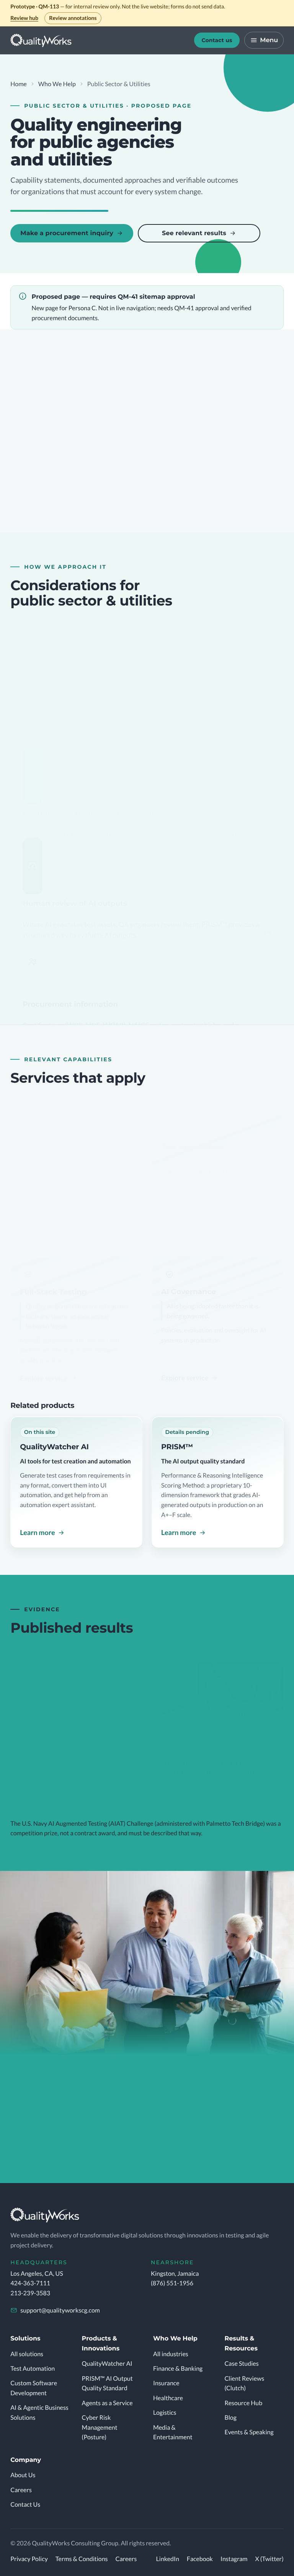 Prototype · QM-113 — for internal review only. Not the live website; forms do not send data.
Review hub Review annotations
QualityWorks Contact us Menu
Home › Who We Help › Public Sector & Utilities
PUBLIC SECTOR & UTILITIES · PROPOSED PAGE
Quality engineering
for public agencies
and utilities
Capability statements, documented approaches and verifiable outcomes
for organisations that must account for every system change.
Make a procurement inquiry → See relevant results →
Proposed page — requires QM-41 sitemap approval
New page for Persona C. Not in live navigation; needs QM-41 approval and verified
procurement documents.
HOW WE APPROACH IT
Considerations for
public sector & utilities
RELEVANT CAPABILITIES
Services that apply
Related products
On this site
QualityWatcher AI
AI tools for test creation and automation
Generate test cases from requirements in
any format, convert them into UI
automation, and get help from an
automation expert assistant.
Learn more →
Details pending
PRISM™
The AI output quality standard
Performance & Reasoning Intelligence
Scoring Method: a proprietary 10-
dimension framework that grades AI-
generated outputs in production on an
A+–F scale.
Learn more →
EVIDENCE
Published results
The U.S. Navy AI Augmented Testing (AIAT) Challenge (administered with Palmetto Tech Bridge) was a
competition prize, not a contract award, and must be described that way.
QualityWorks
We enable the delivery of transformative digital solutions through innovations in testing and agile
project delivery.
HEADQUARTERS
Los Angeles, CA, US
424-363-7111
213-239-3583
NEARSHORE
Kingston, Jamaica
(876) 551-1956
support@qualityworkscg.com
Solutions
All solutions
Test Automation
Custom Software
Development
AI & Agentic Business
Solutions
Products &
Innovations
QualityWatcher AI
PRISM™ AI Output
Quality Standard
Agents as a Service
Cyber Risk
Management
(Posture)
Who We Help
All industries
Finance & Banking
Insurance
Healthcare
Logistics
Media &
Entertainment
Results &
Resources
Case Studies
Client Reviews
(Clutch)
Resource Hub
Blog
Events & Speaking
Company
About Us
Careers
Contact Us
© 2026 QualityWorks Consulting Group. All rights reserved.
Privacy Policy Terms & Conditions Careers LinkedIn Facebook Instagram X (Twitter)